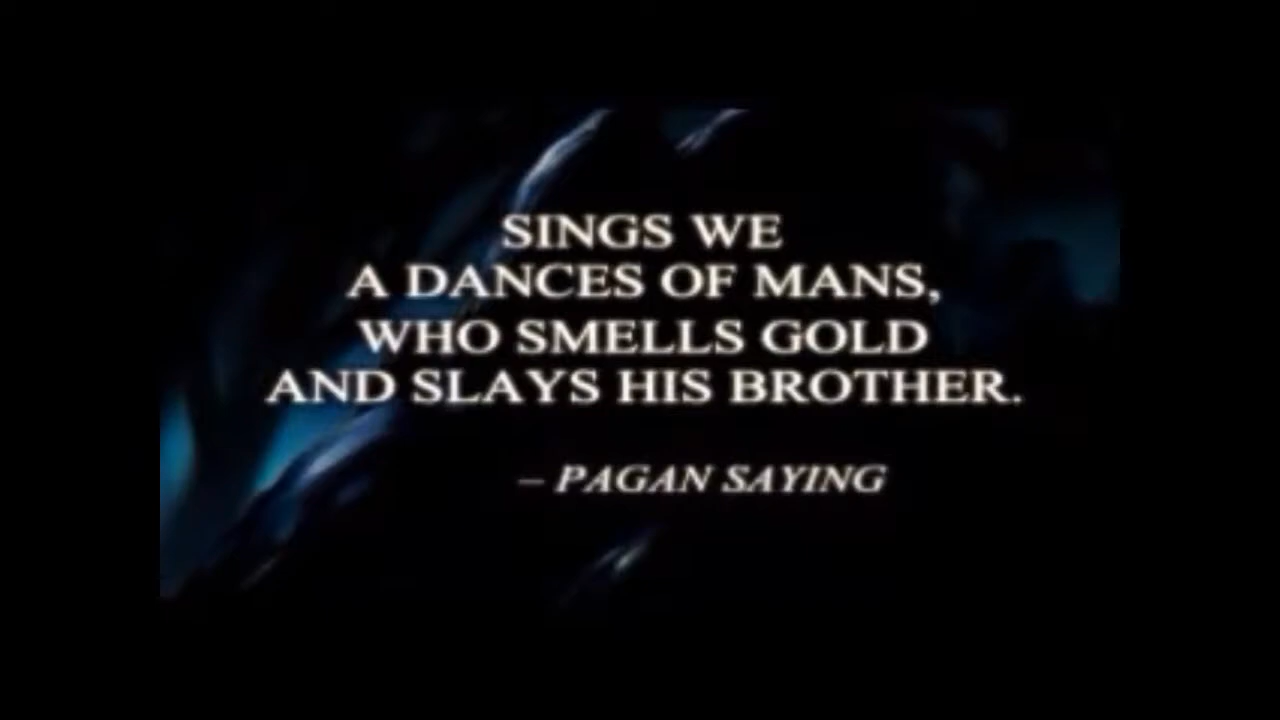 SINGS WE
A DANCES OF MANS,
WHO SMELLS GOLD
AND SLAYS HIS BROTHER.
– PAGAN SAYING